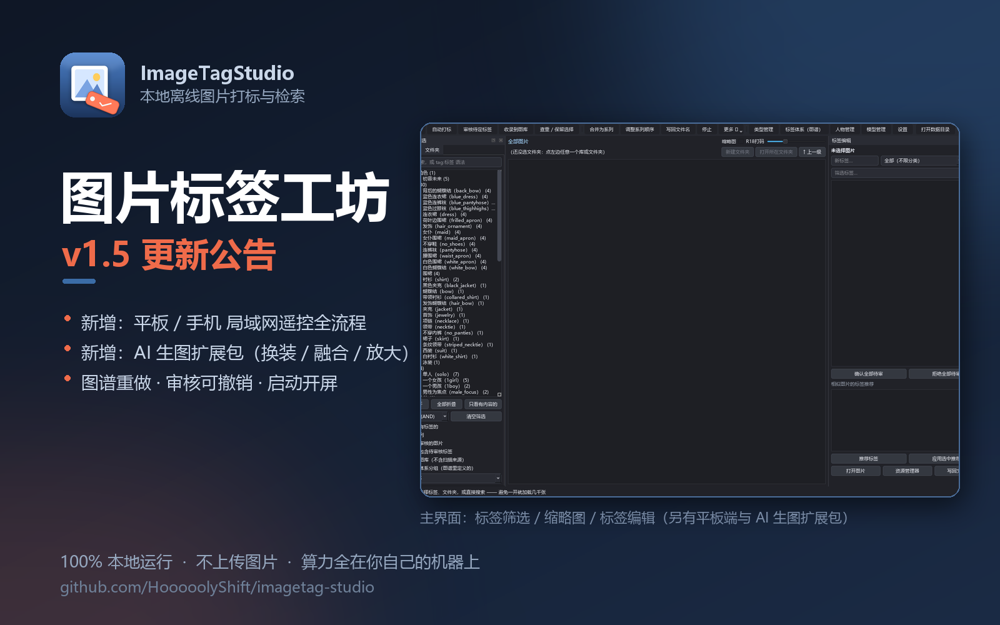 ImageTagStudio
本地离线图片打标与检索
图片标签工坊
v1.5 更新公告
新增：平板 / 手机 局域网遥控全流程
新增：AI 生图扩展包（换装 / 融合 / 放大）
图谱重做 · 审核可撤销 · 启动开屏
自动打标 审核待定标签 收录到图库 查重 / 保留选择 合并为系列 调整系列顺序 写回文件名 停止 更多 类型管理 标签体系（图谱） 人物管理 模型管理 设置 打开数据目录
选
文件夹
索，或 tag:标签 语法
角色 (1)
初音未来 (5)
背后的蝴蝶结（back_bow） (4)
蓝色连衣裙（blue_dress） (4)
蓝色连裤袜（blue_pantyhose）...
蓝色过膝袜（blue_thighhighs）...
连衣裙（dress） (4)
荷叶边围裙（frilled_apron） (4)
发饰（hair_ornament） (4)
女仆（maid） (4)
女仆围裙（maid_apron） (4)
不穿鞋（no_shoes） (4)
连裤袜（pantyhose） (4)
腰围裙（waist_apron） (4)
白色围裙（white_apron） (4)
白色蝴蝶结（white_bow） (4)
围裙 (4)
衬衫（shirt） (2)
黑色夹克（black_jacket） (1)
蝴蝶结（bow） (1)
带领衬衫（collared_shirt） (1)
发饰蝴蝶结（hair_bow） (1)
夹克（jacket） (1)
首饰（jewelry） (1)
项链（necklace） (1)
领带（necktie） (1)
不穿内裤（no_panties） (1)
裙子（skirt） (1)
条纹领带（striped_necktie） (1)
西装（suit） (1)
白衬衫（white_shirt） (1)
泳装 (1)
单人（solo） (7)
一个女孩（1girl） (5)
一个男孩（1boy） (2)
男性为焦点（male_focus） (2)
全部折叠 只看有内容的
(AND) 清空筛选
有标签的
列
审核的图片
包含待审核标签
图库（不含扫描来源）
体系分组（图谱里定义的）
全部图片
缩略图 R18打码
（还没选文件夹：点左边任意一个库或文件夹）
新建文件夹 打开所在文件夹 ↑上一级
标签编辑
未选择图片
新标签... 全部（不限分类）
筛选标签...
确认全部待审 拒绝全部待审
相似图片的标签推荐
推荐标签 应用选中推荐
打开图片 资源管理器 写回文
择标签、文件夹，或直接搜索 —— 避免一开就加载几千张
主界面：标签筛选 / 缩略图 / 标签编辑（另有平板端与 AI 生图扩展包）
100% 本地运行 · 不上传图片 · 算力全在你自己的机器上
github.com/HooooolyShift/imagetag-studio